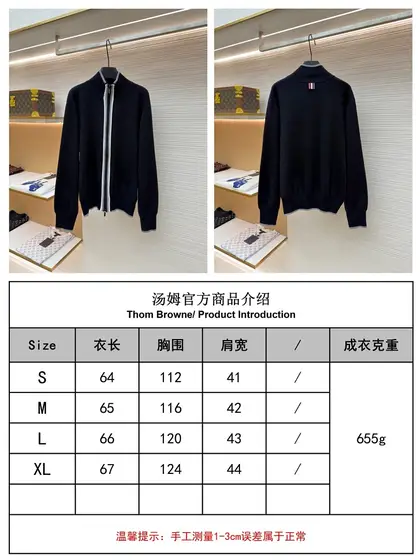 汤姆官方商品介绍
Thom Browne/ Product Introduction
Size 衣长 胸围 肩宽 / 成衣克重
S 64 112 41 /
M 65 116 42 /
L 66 120 43 / 655g
XL 67 124 44 /
温馨提示：手工测量1-3cm误差属于正常